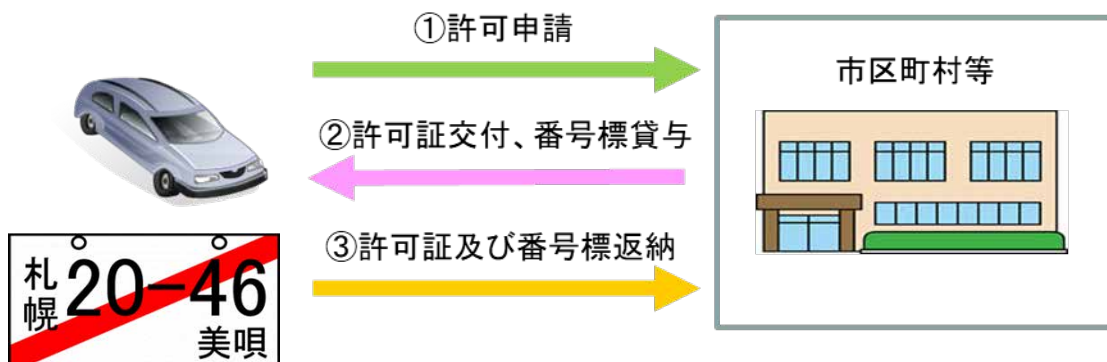 ①許可申請
市区町村等
②許可証交付、番号標貸与
③許可証及び番号標返納
札幌 20-46
美唄